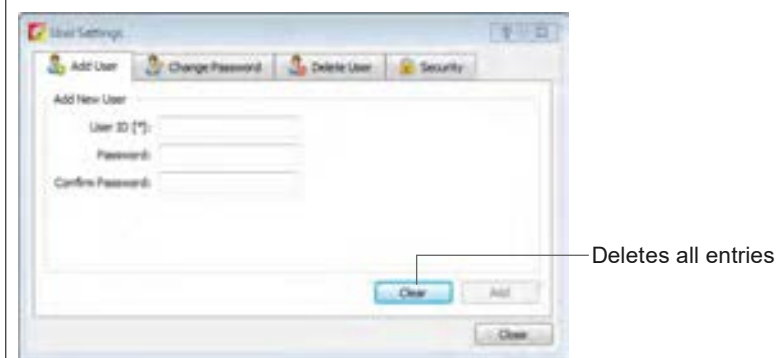 User Settings
Add User Change Password Delete User Security
Add New User
User ID [*]:
Password:
Confirm Password:
Deletes all entries
Clear Add
Close